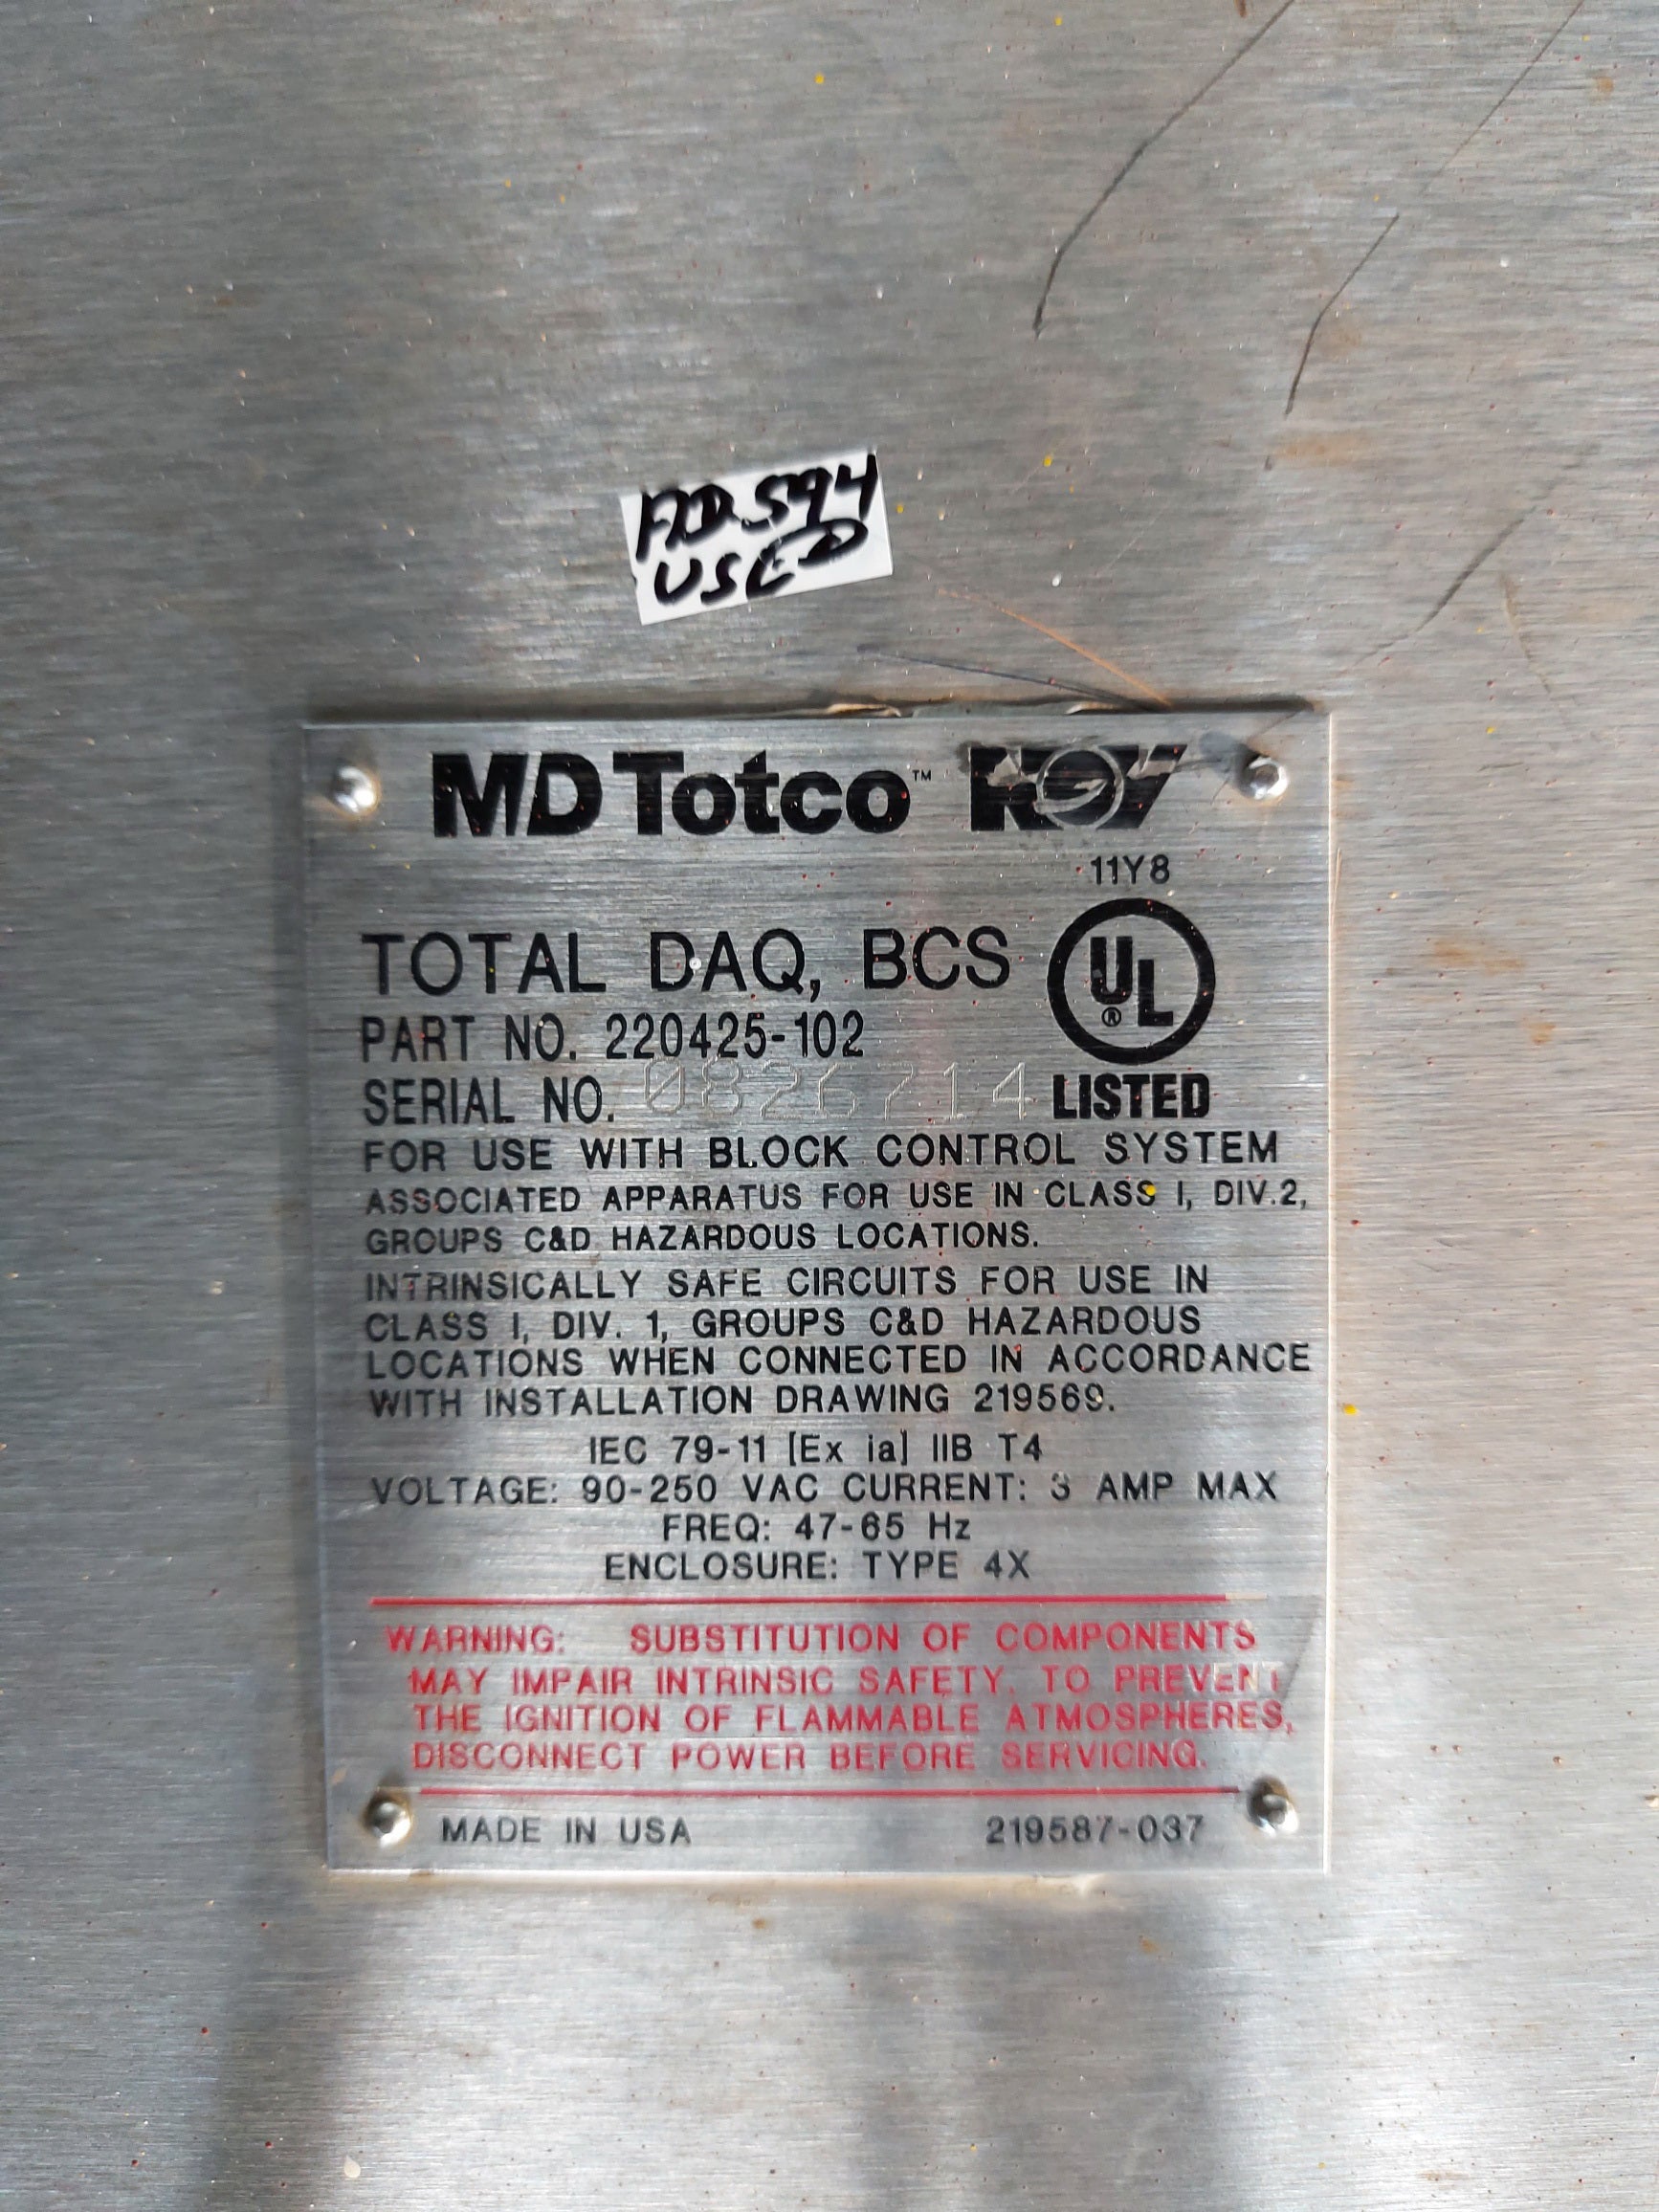 USED
MD Totco™ NOV
11Y8
TOTAL DAQ, BCS
UL
®
PART NO. 220425-102
SERIAL NO. 0826714 LISTED
FOR USE WITH BLOCK CONTROL SYSTEM
ASSOCIATED APPARATUS FOR USE IN CLASS I, DIV.2,
GROUPS C&D HAZARDOUS LOCATIONS.
INTRINSICALLY SAFE CIRCUITS FOR USE IN
CLASS I, DIV. 1, GROUPS C&D HAZARDOUS
LOCATIONS WHEN CONNECTED IN ACCORDANCE
WITH INSTALLATION DRAWING 219569.
IEC 79-11 [Ex ia] IIB T4
VOLTAGE: 90-250 VAC CURRENT: 3 AMP MAX
FREQ: 47-65 Hz
ENCLOSURE: TYPE 4X
WARNING: SUBSTITUTION OF COMPONENTS
MAY IMPAIR INTRINSIC SAFETY. TO PREVENT
THE IGNITION OF FLAMMABLE ATMOSPHERES,
DISCONNECT POWER BEFORE SERVICING.
MADE IN USA 219587-037